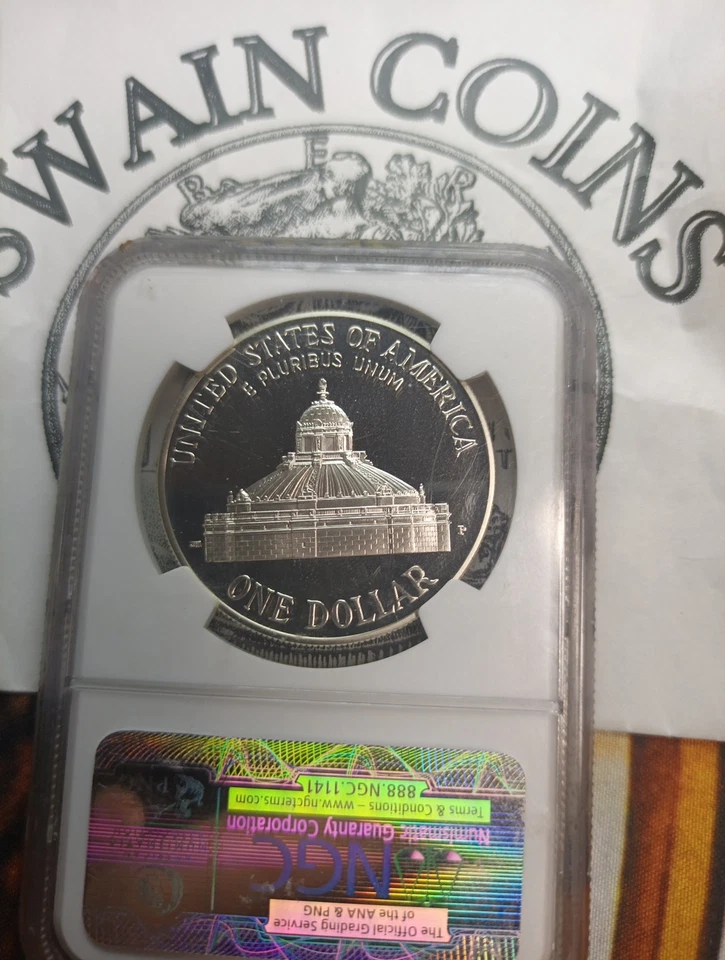 SWAIN COINS
UNITED STATES OF AMERICA
E PLURIBUS UNUM
P
ONE DOLLAR
888.NGC.1141
Terms & Conditions – www.ngcterms.com
Numismatic Guaranty Corporation
NGC
The Official Grading Service
of the ANA & PNG